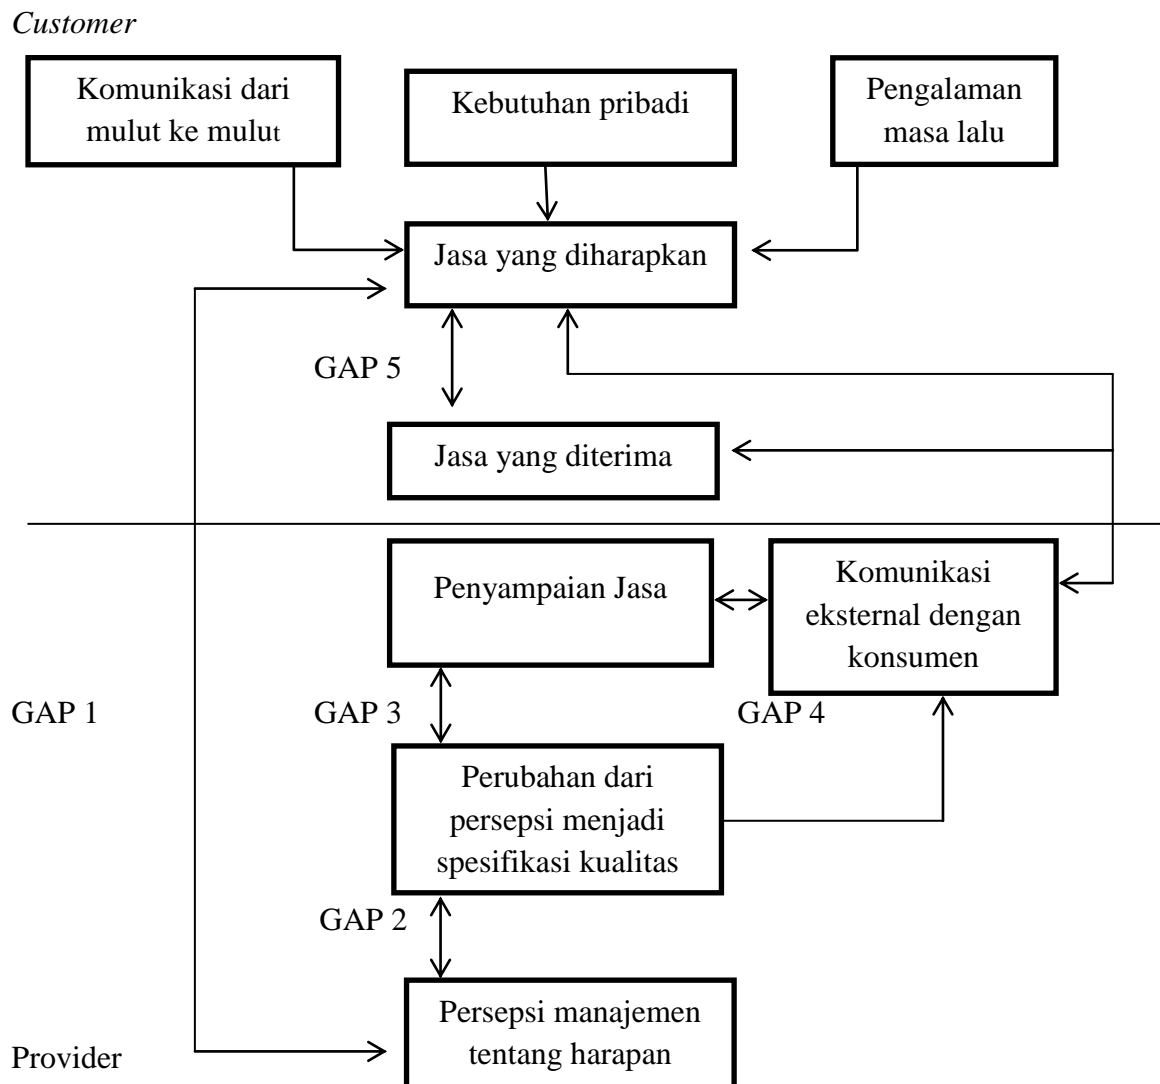 Customer
Komunikasi dari
mulut ke mulut
Kebutuhan pribadi
Pengalaman
masa lalu
Jasa yang diharapkan
GAP 5
Jasa yang diterima
Penyampaian Jasa
Komunikasi
eksternal dengan
konsumen
GAP 1
GAP 3
GAP 4
Perubahan dari
persepsi menjadi
spesifikasi kualitas
GAP 2
Persepsi manajemen
tentang harapan
Provider